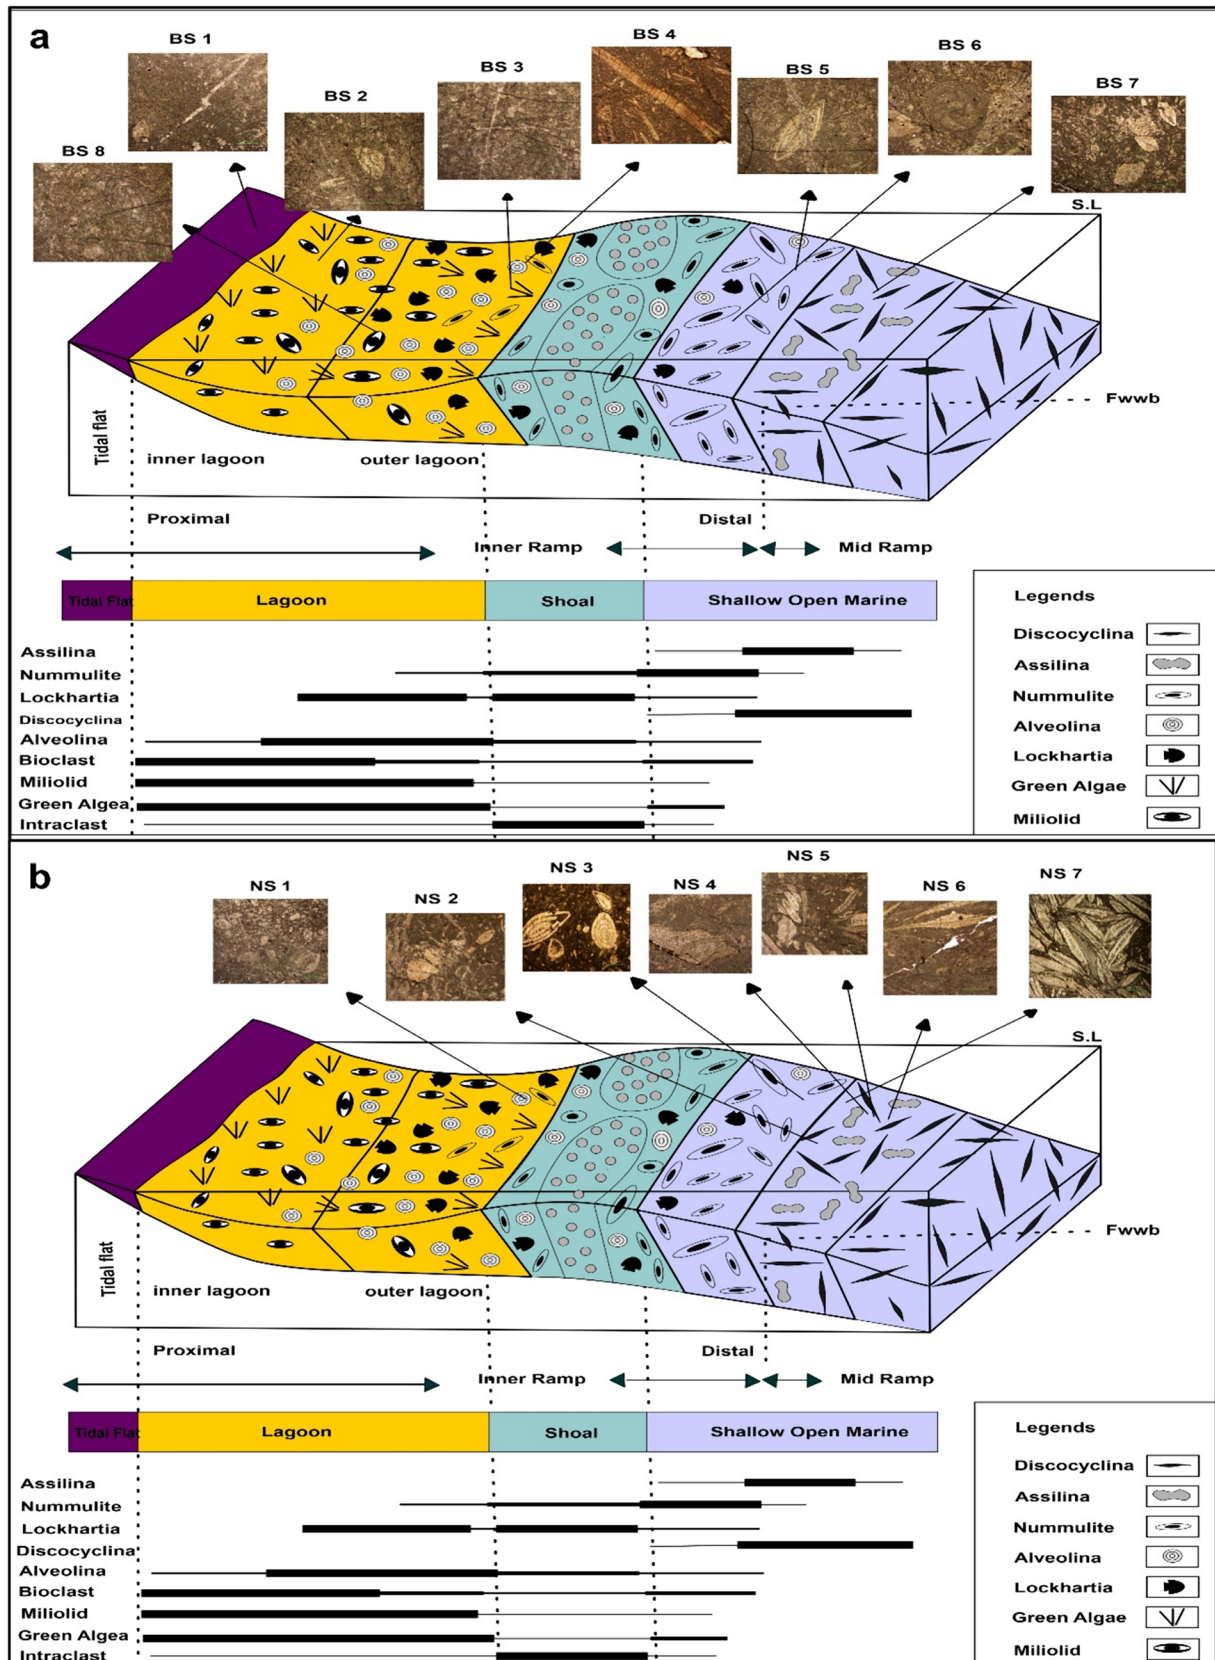 a
BS 1
BS 2
BS 3
BS 4
BS 5
BS 6
BS 7
BS 8
S.L
Fwwb
Tidal flat
inner lagoon
outer lagoon
Proximal
Distal
Inner Ramp
Mid Ramp
Tidal Flat
Lagoon
Shoal
Shallow Open Marine
Assilina
Nummulite
Lockhartia
Discocyclina
Alveolina
Bioclast
Miliolid
Green Algea
Intraclast
Legends
Discocyclina
Assilina
Nummulite
Alveolina
Lockhartia
Green Algae
Miliolid
b
NS 1
NS 2
NS 3
NS 4
NS 5
NS 6
NS 7
S.L
Fwwb
Tidal flat
inner lagoon
outer lagoon
Proximal
Distal
Inner Ramp
Mid Ramp
Tidal Flat
Lagoon
Shoal
Shallow Open Marine
Assilina
Nummulite
Lockhartia
Discocyclina
Alveolina
Bioclast
Miliolid
Green Algea
Intraclast
Legends
Discocyclina
Assilina
Nummulite
Alveolina
Lockhartia
Green Algae
Miliolid